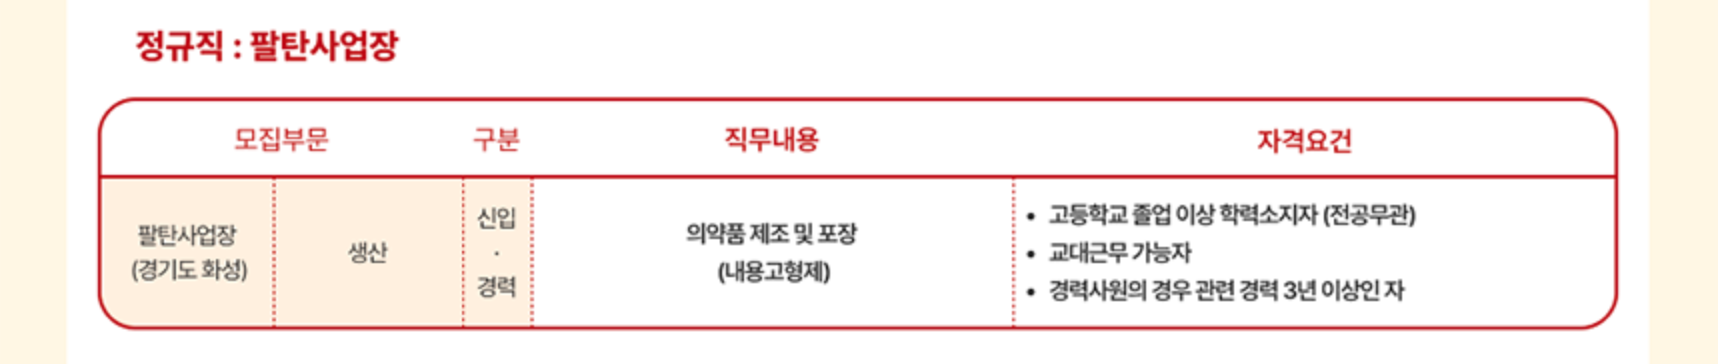 정규직 : 팔탄사업장
모집부문 구분 직무내용 자격요건
팔탄사업장
(경기도 화성)
생산
신입
·
경력
의약품 제조 및 포장
(내용고형제)
• 고등학교 졸업 이상 학력소지자 (전공무관)
• 교대근무 가능자
• 경력사원의 경우 관련 경력 3년 이상인 자